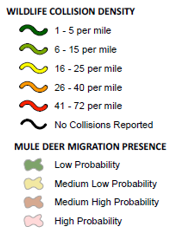 WILDLIFE COLLISION DENSITY
1 - 5 per mile
6 - 15 per mile
16 - 25 per mile
26 - 40 per mile
41 - 72 per mile
No Collisions Reported
MULE DEER MIGRATION PRESENCE
Low Probability
Medium Low Probability
Medium High Probability
High Probability